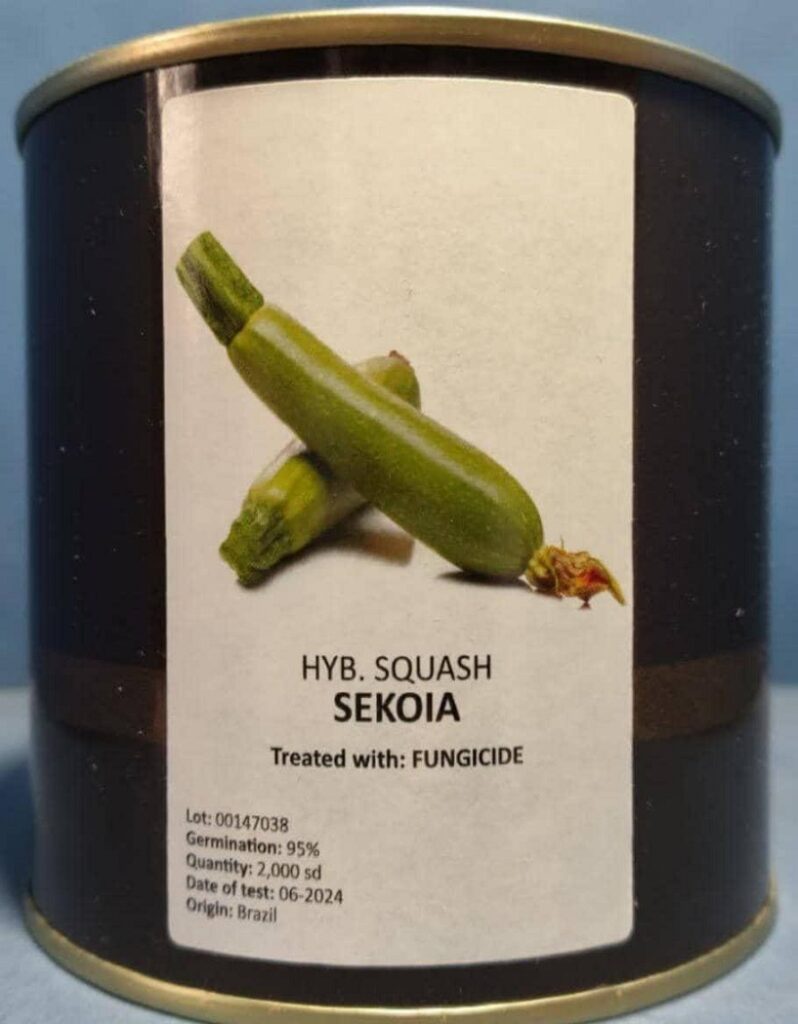 HYB. SQUASH
SEKOIA
Treated with: FUNGICIDE
Lot: 00147038
Germination: 95%
Quantity: 2,000 sd
Date of test: 06-2024
Origin: Brazil